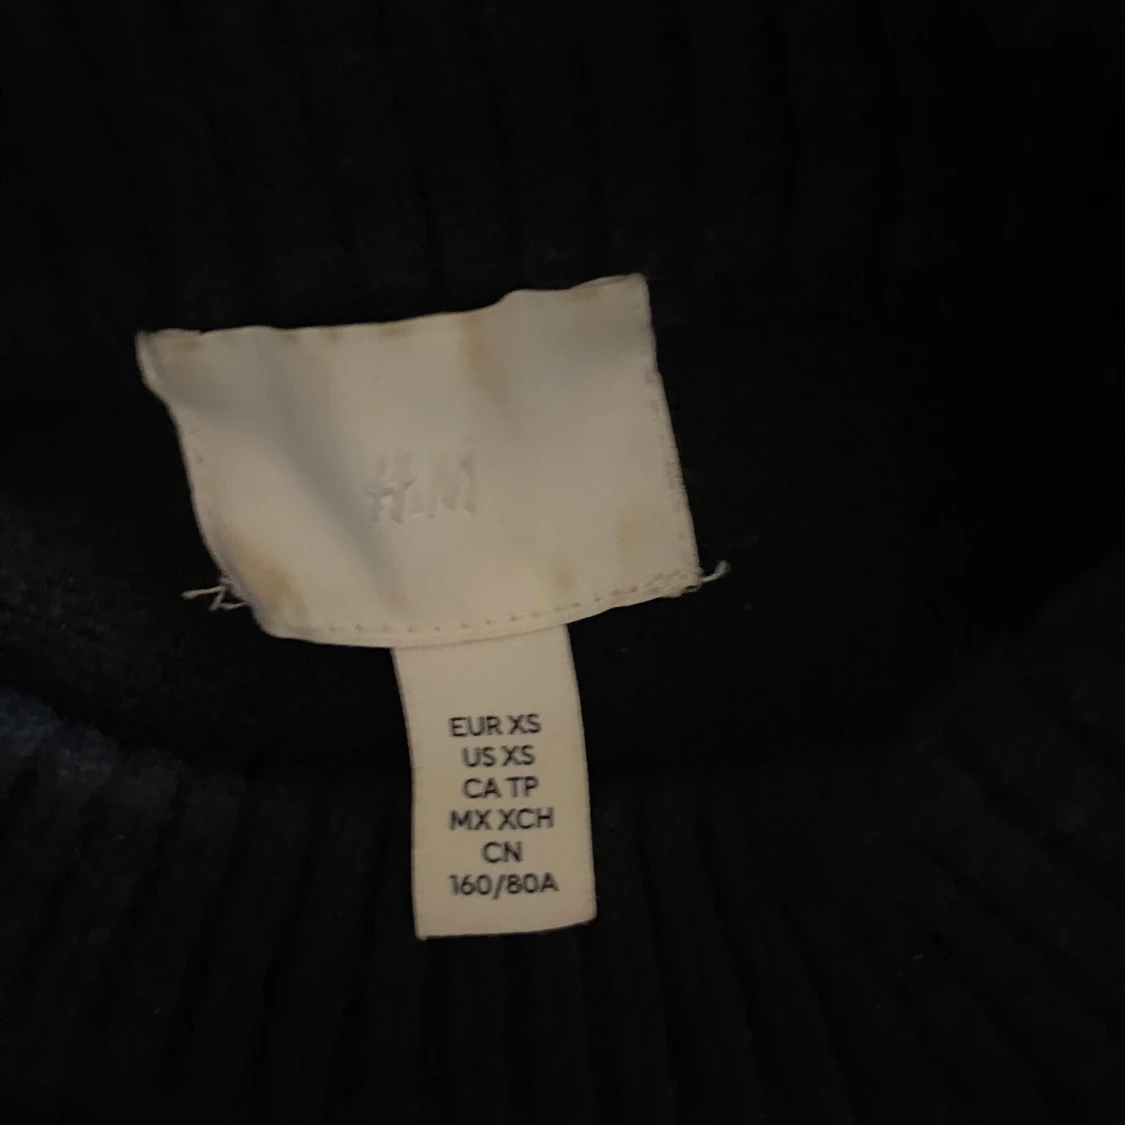 H&M
EUR XS
US XS
CA TP
MX XCH
CN
160/80A